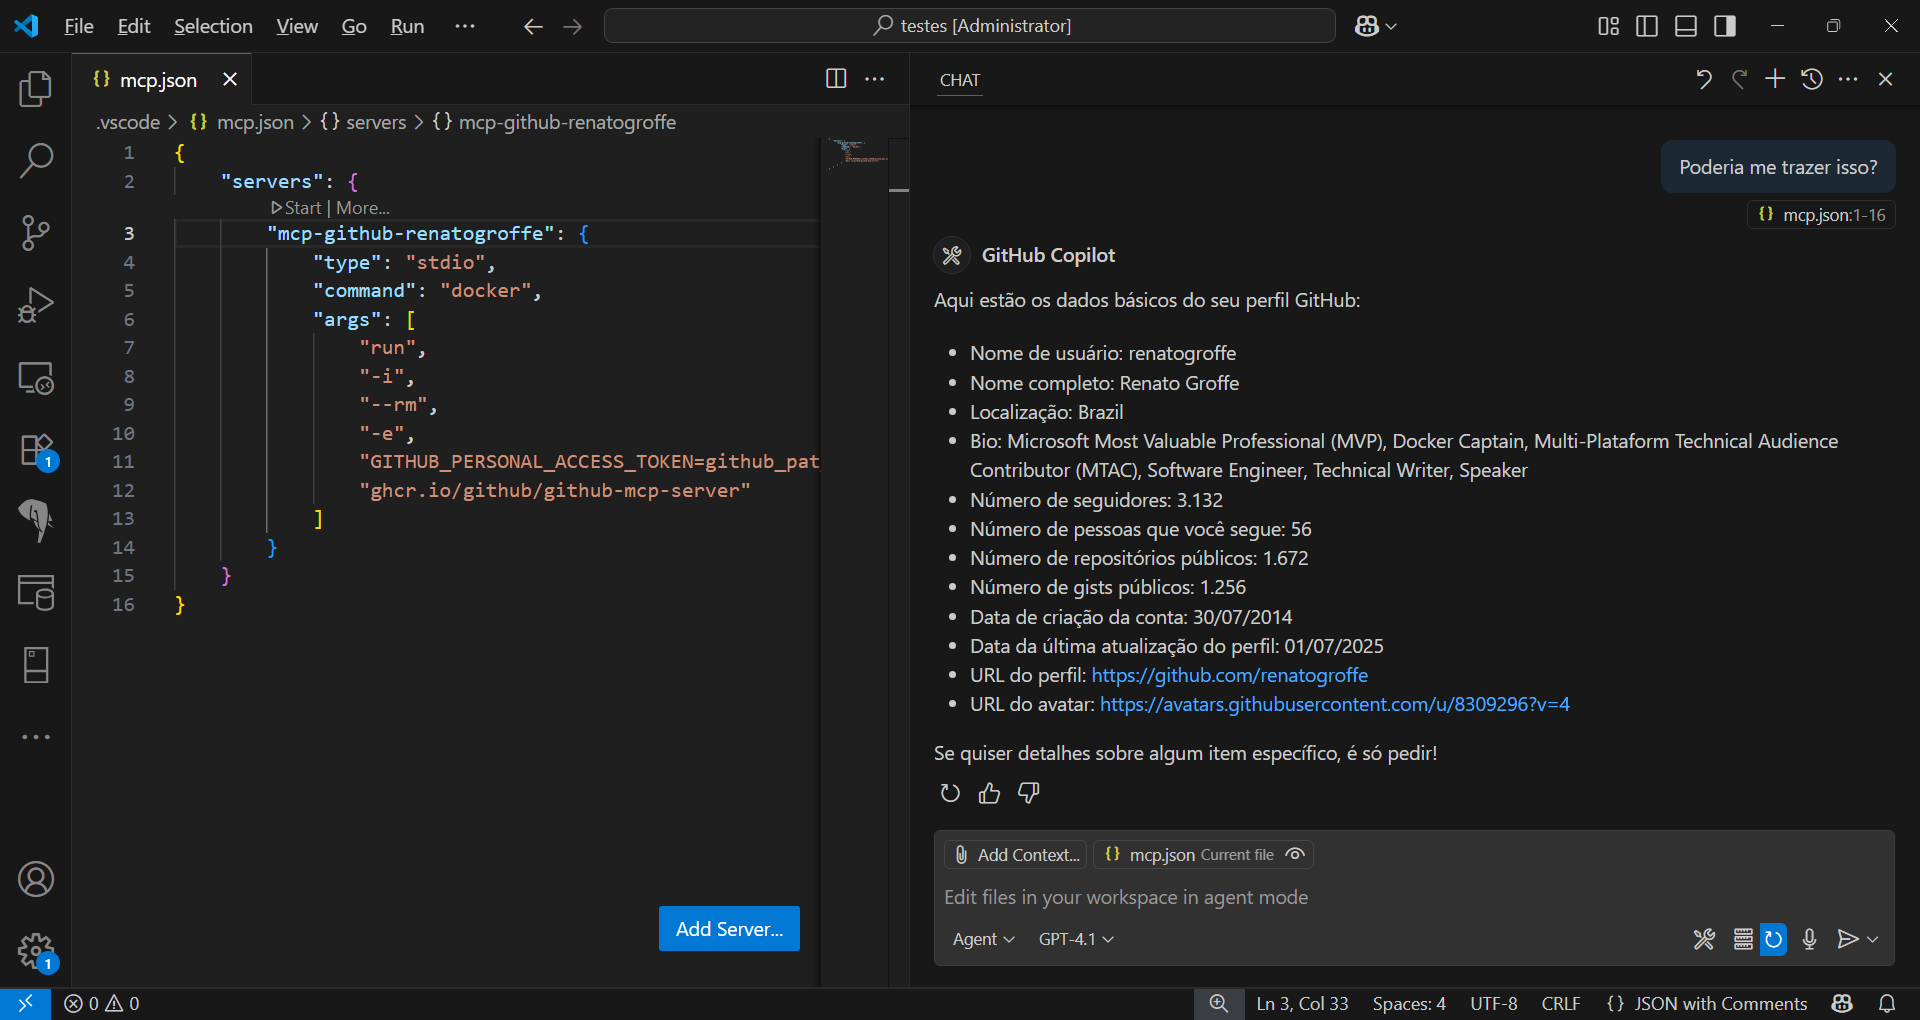 File Edit Selection View Go Run ··· testes [Administrator]
mcp.json
.vscode > {} mcp.json > {} servers > {} mcp-github-renatogroffe
1 {
2 "servers": {
Start | More...
3 "mcp-github-renatogroffe": {
4 "type": "stdio",
5 "command": "docker",
6 "args": [
7 "run",
8 "-i",
9 "--rm",
10 "-e",
11 "GITHUB_PERSONAL_ACCESS_TOKEN=github_pat
12 "ghcr.io/github/github-mcp-server"
13 ]
14 }
15 }
16 }
Add Server...
1
1
CHAT
Poderia me trazer isso?
{} mcp.json:1-16
GitHub Copilot
Aqui estão os dados básicos do seu perfil GitHub:
• Nome de usuário: renatogroffe
• Nome completo: Renato Groffe
• Localização: Brazil
• Bio: Microsoft Most Valuable Professional (MVP), Docker Captain, Multi-Plataform Technical Audience
Contributor (MTAC), Software Engineer, Technical Writer, Speaker
• Número de seguidores: 3.132
• Número de pessoas que você segue: 56
• Número de repositórios públicos: 1.672
• Número de gists públicos: 1.256
• Data de criação da conta: 30/07/2014
• Data da última atualização do perfil: 01/07/2025
• URL do perfil: https://github.com/renatogroffe
• URL do avatar: https://avatars.githubusercontent.com/u/8309296?v=4
Se quiser detalhes sobre algum item específico, é só pedir!
Add Context... {} mcp.json Current file
Edit files in your workspace in agent mode
Agent GPT-4.1
0 0 Ln 3, Col 33 Spaces: 4 UTF-8 CRLF {} JSON with Comments